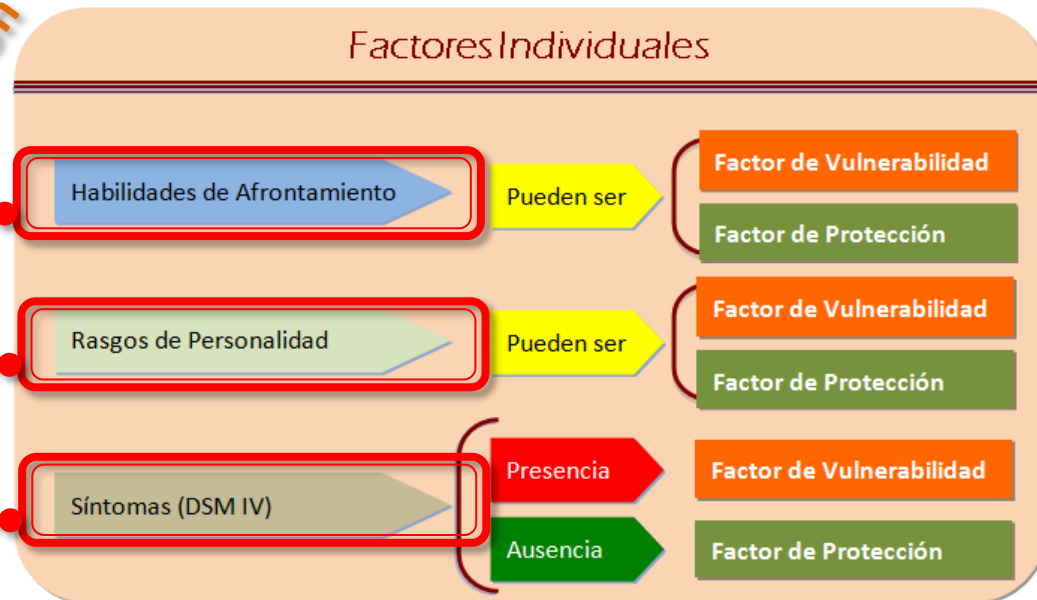 Factores Individuales
Habilidades de Afrontamiento
Pueden ser
Factor de Vulnerabilidad
Factor de Protección
Rasgos de Personalidad
Pueden ser
Factor de Vulnerabilidad
Factor de Protección
Síntomas (DSM IV)
Presencia
Factor de Vulnerabilidad
Ausencia
Factor de Protección